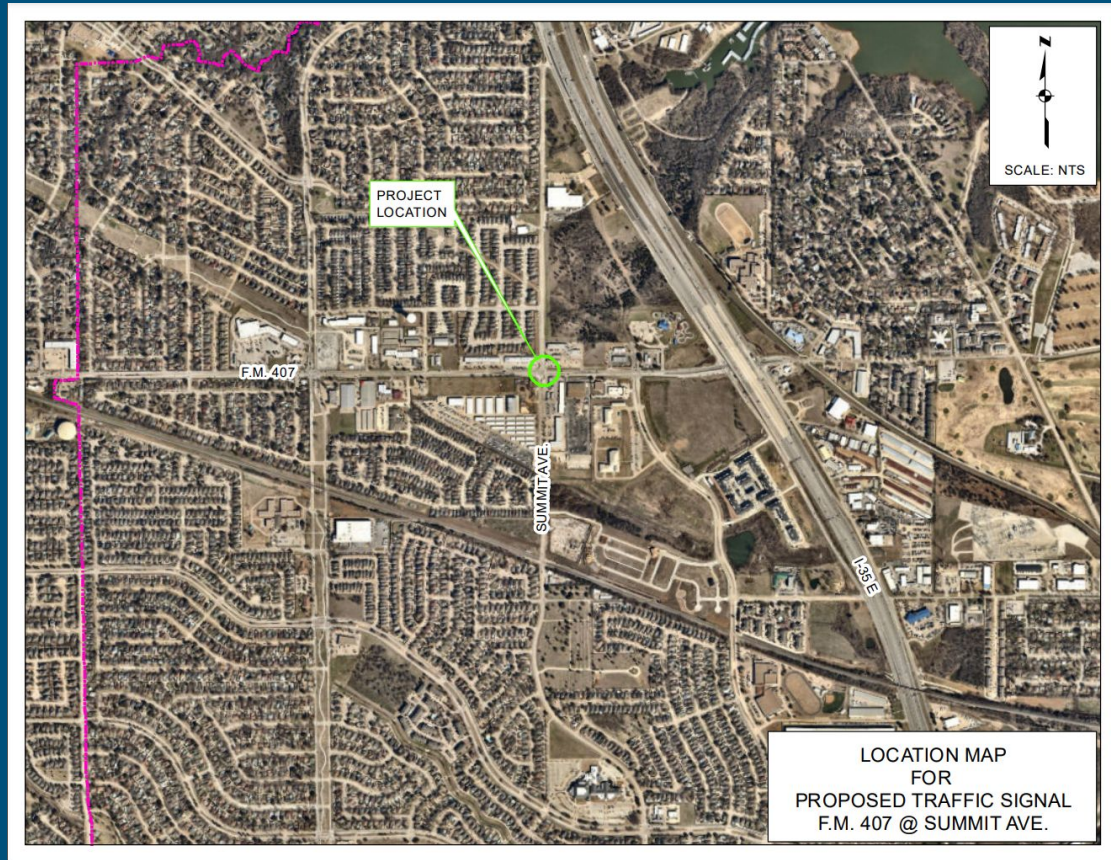 N
SCALE: NTS
PROJECT
LOCATION
F.M. 407
SUMMIT AVE.
I-35 E
LOCATION MAP
FOR
PROPOSED TRAFFIC SIGNAL
F.M. 407 @ SUMMIT AVE.